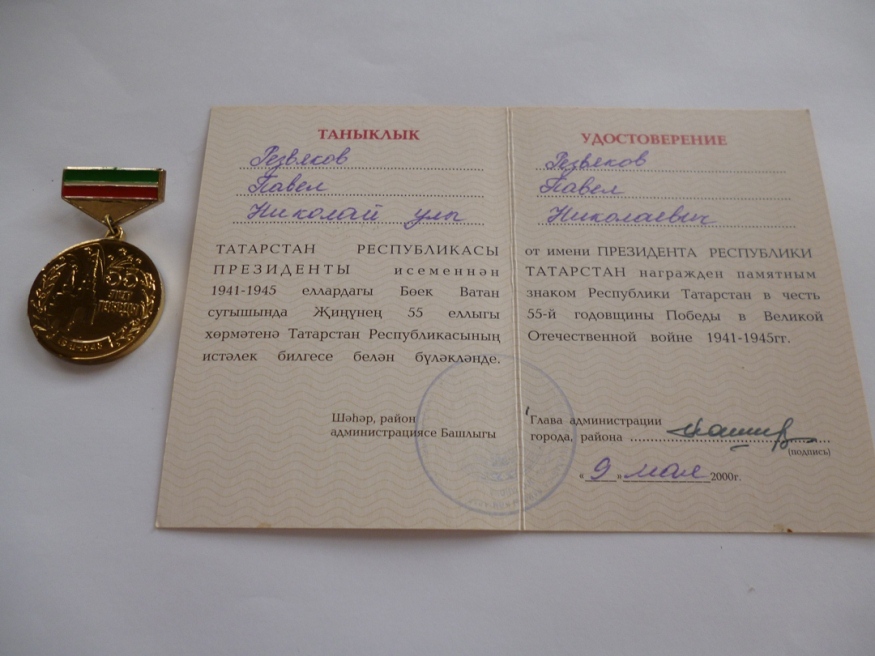 ТАНЫКЛЫК
Резвяков
Павел
Николай улы
ТАТАРСТАН РЕСПУБЛИКАСЫ
ПРЕЗИДЕНТЫ исеменнән
1941-1945 еллардагы Бөек Ватан
сугышында Җиңүнең 55 еллыгы
хөрмәтенә Татарстан Республикасының
истәлек билгесе белән бүләкләнде.
Шәһәр, район
администрациясе Башлыгы
УДОСТОВЕРЕНИЕ
Резвяков
Павел
Николаевич
от имени ПРЕЗИДЕНТА РЕСПУБЛИКИ
ТАТАРСТАН награжден памятным
знаком Республики Татарстан в честь
55-й годовщины Победы в Великой
Отечественной войне 1941-1945гг.
Глава администрации
города, района
(подпись)
«9» мая 2000г.
55